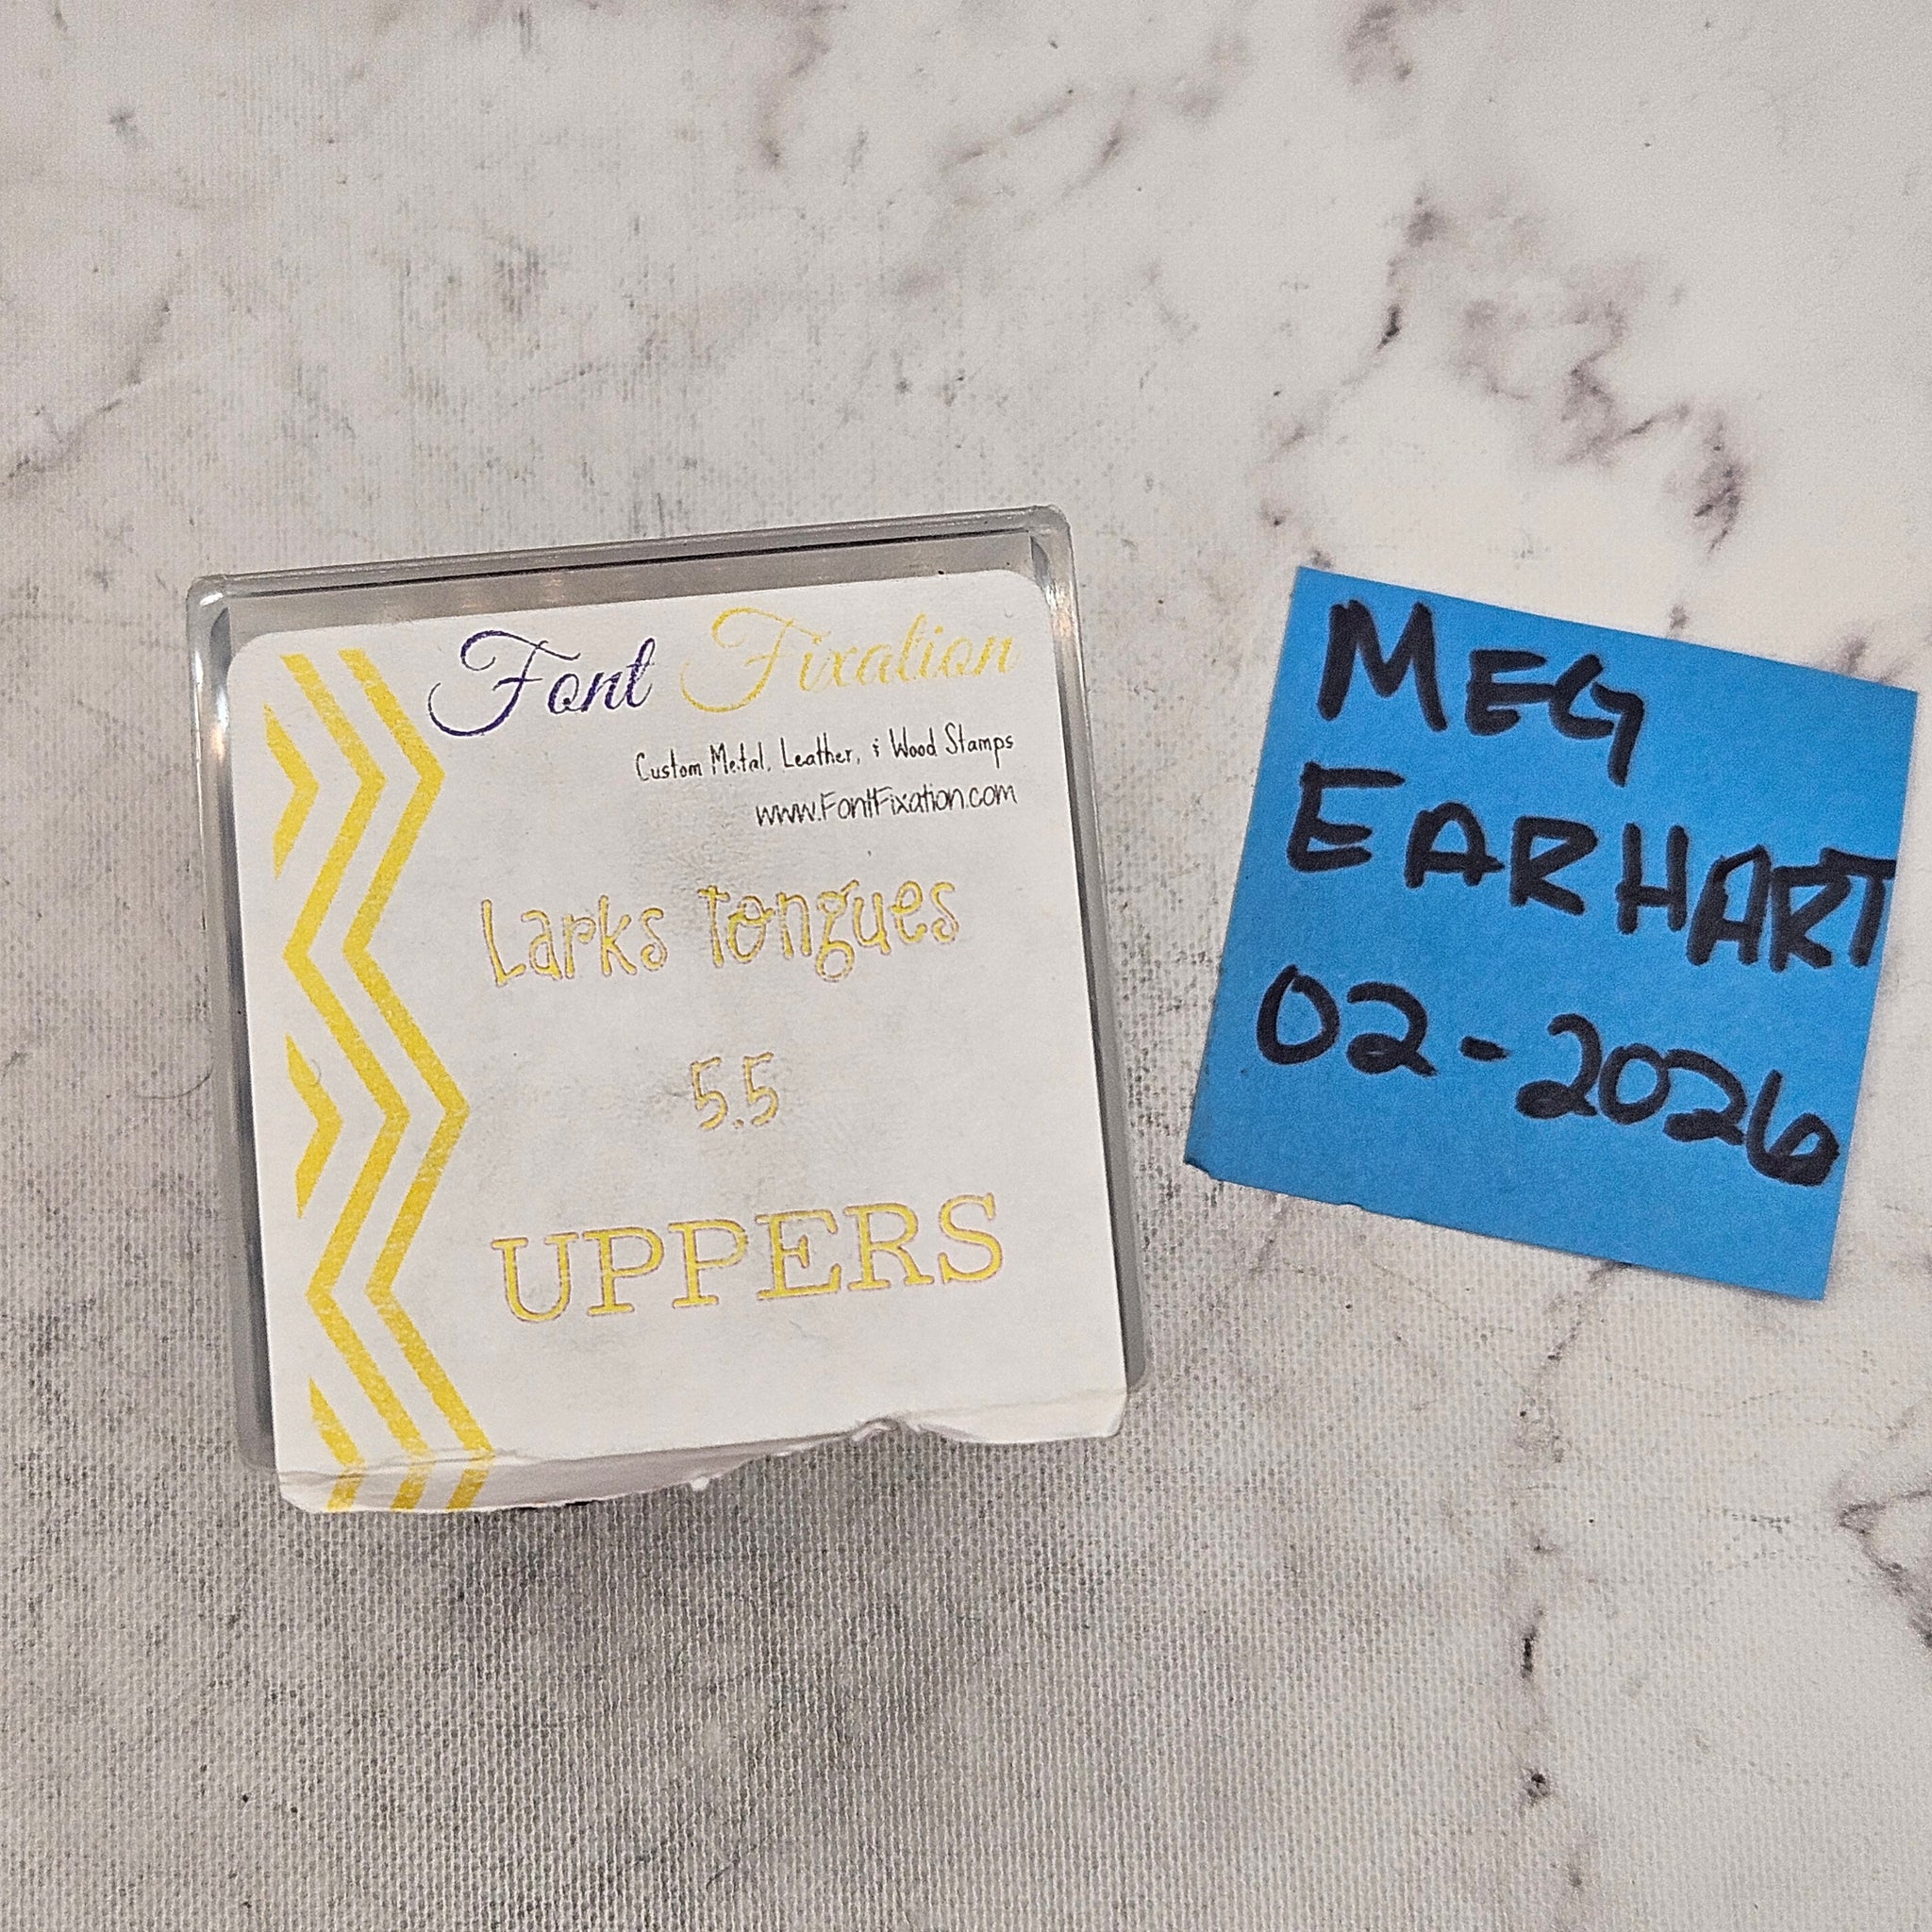 Font Fixation
Custom Metal, Leather, & Wood Stamps
www.FontFixation.com
Larks Tongues
5.5
UPPERS
MEG
EARHART
02-2026